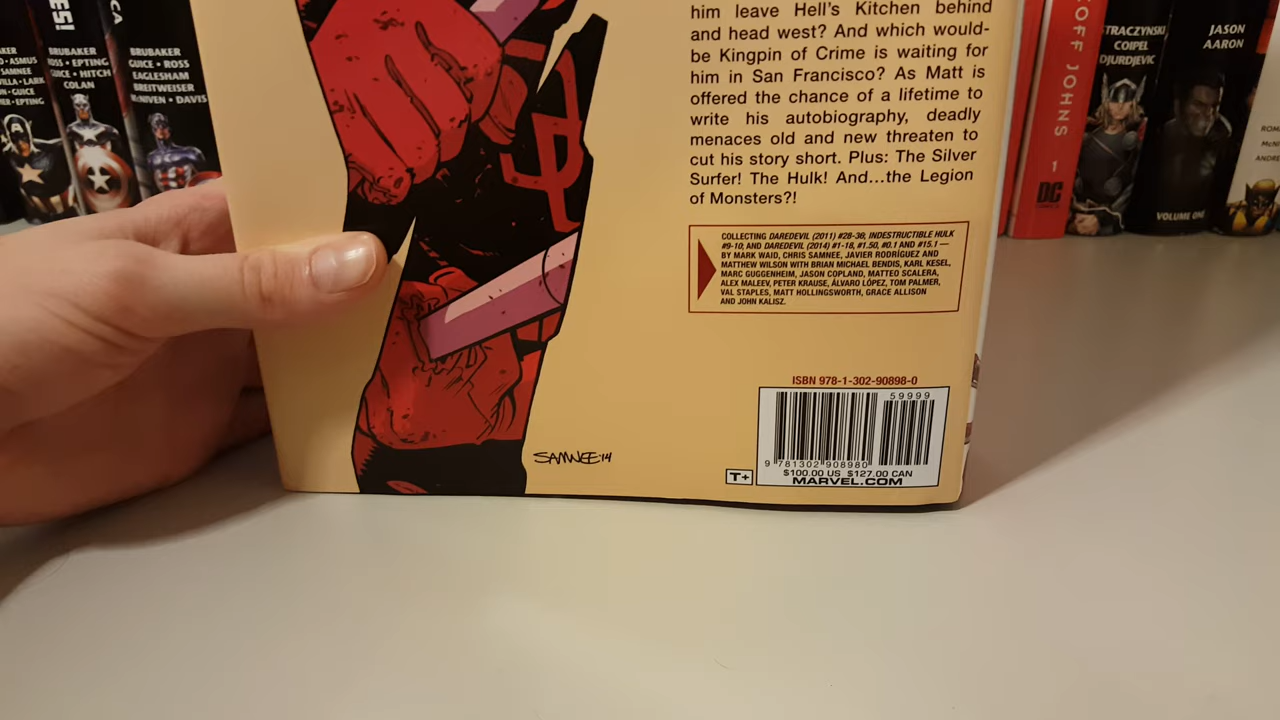 him leave Hell's Kitchen behind
and head west? And which would-
be Kingpin of Crime is waiting for
him in San Francisco? As Matt is
offered the chance of a lifetime to
write his autobiography, deadly
menaces old and new threaten to
cut his story short. Plus: The Silver
Surfer! The Hulk! And...the Legion
of Monsters?!
COLLECTING DAREDEVIL (2011) #28-36, INDESTRUCTIBLE HULK
#9-10; AND DAREDEVIL (2014) #1-18, #1.50, #0.1 AND #15.1 —
BY MARK WAID, CHRIS SAMNEE, JAVIER RODRÍGUEZ AND
MATTHEW WILSON WITH BRIAN MICHAEL BENDIS, KARL KESEL,
MARC GUGGENHEIM, JASON COPLAND, MATTEO SCALERA,
ALEX MALEEV, PETER KRAUSE, ÁLVARO LÓPEZ, TOM PALMER,
VAL STAPLES, MATT HOLLINGSWORTH, GRACE ALLISON
AND JOHN KALISZ.
ISBN 978-1-302-90898-0
59999
9 781302 908980
$100.00 US $127.00 CAN
MARVEL.COM
T+
SAMNEE '14
BRUBAKER
ROSS • EPTING
GUICE • HITCH
COLAN
BRUBAKER
GUICE • ROSS
EAGLESHAM
BREITWEISER
McNIVEN • DAVIS
OFF JOHNS
1
DC
STRACZYNSKI
COIPEL
DJURDJEVIC
JASON
AARON
VOLUME ONE